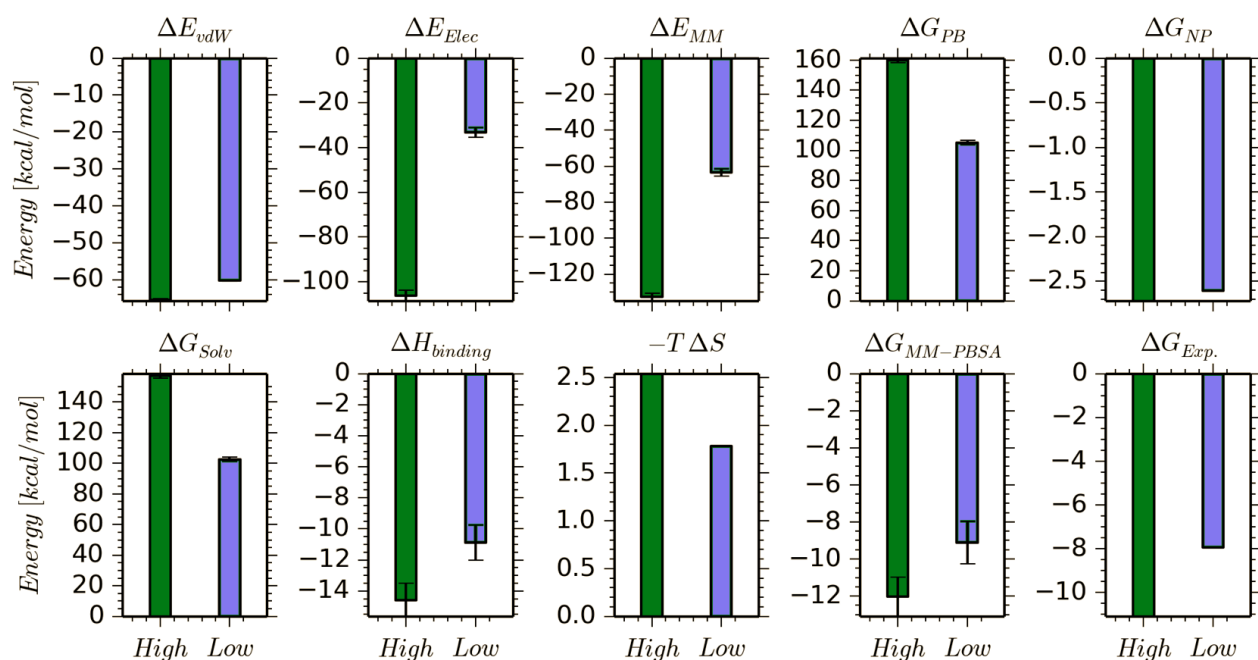 ΔE_vdW ΔE_Elec ΔE_MM ΔG_PB ΔG_NP
Energy [kcal/mol]
0 −10 −20 −30 −40 −50 −60
0 −20 −40 −60 −80 −100
0 −20 −40 −60 −80 −100 −120
160 140 120 100 80 60 40 20 0
0.0 −0.5 −1.0 −1.5 −2.0 −2.5
ΔG_Solv ΔH_binding −T ΔS ΔG_MM−PBSA ΔG_Exp.
Energy [kcal/mol]
140 120 100 80 60 40 20 0
0 −2 −4 −6 −8 −10 −12 −14
2.5 2.0 1.5 1.0 0.5 0.0
0 −2 −4 −6 −8 −10 −12
0 −2 −4 −6 −8 −10
High Low High Low High Low High Low High Low